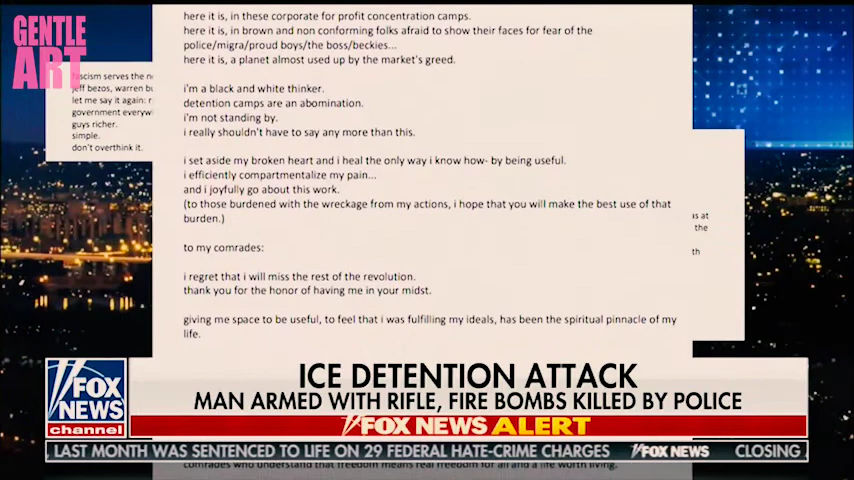 GENTLE
ART
here it is, in these corporate for profit concentration camps.
here it is, in brown and non conforming folks afraid to show their faces for fear of the
police/migra/proud boys/the boss/beckies...
here it is, a planet almost used up by the market's greed.
i'm a black and white thinker.
detention camps are an abomination.
i'm not standing by.
i really shouldn't have to say any more than this.
i set aside my broken heart and i heal the only way i know how- by being useful.
i efficiently compartmentalize my pain...
and i joyfully go about this work.
(to those burdened with the wreckage from my actions, i hope that you will make the best use of that
burden.)
to my comrades:
i regret that i will miss the rest of the revolution.
thank you for the honor of having me in your midst.
giving me space to be useful, to feel that i was fulfilling my ideals, has been the spiritual pinnacle of my
life.
fascism serves the
jeff bezos, warren
let me say it again:
government
guys richer.
simple.
don't overthink it.
as at
the
th
FOX
NEWS
channel
ICE DETENTION ATTACK
MAN ARMED WITH RIFLE, FIRE BOMBS KILLED BY POLICE
FOX NEWS ALERT
LAST MONTH WAS SENTENCED TO LIFE ON 29 FEDERAL HATE-CRIME CHARGES FOX NEWS CLOSING
comrades who understand that freedom means real freedom for all and a life worth living.